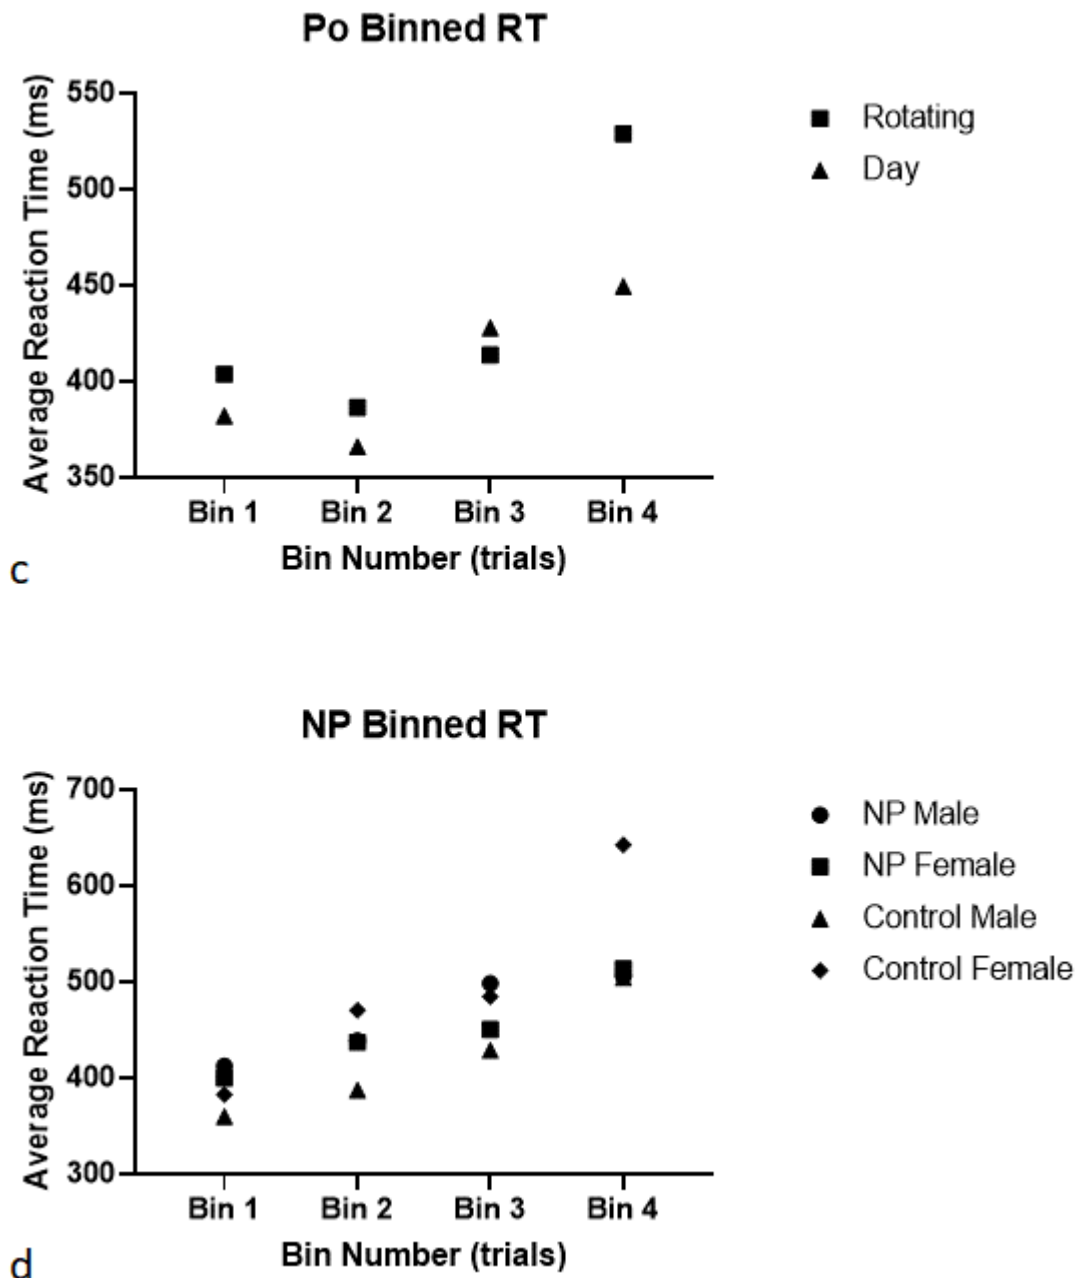 Po Binned RT
Average Reaction Time (ms)
550
500
450
400
350
Bin 1 Bin 2 Bin 3 Bin 4
Bin Number (trials)
Rotating
Day
c
NP Binned RT
Average Reaction Time (ms)
700
600
500
400
300
Bin 1 Bin 2 Bin 3 Bin 4
Bin Number (trials)
NP Male
NP Female
Control Male
Control Female
d